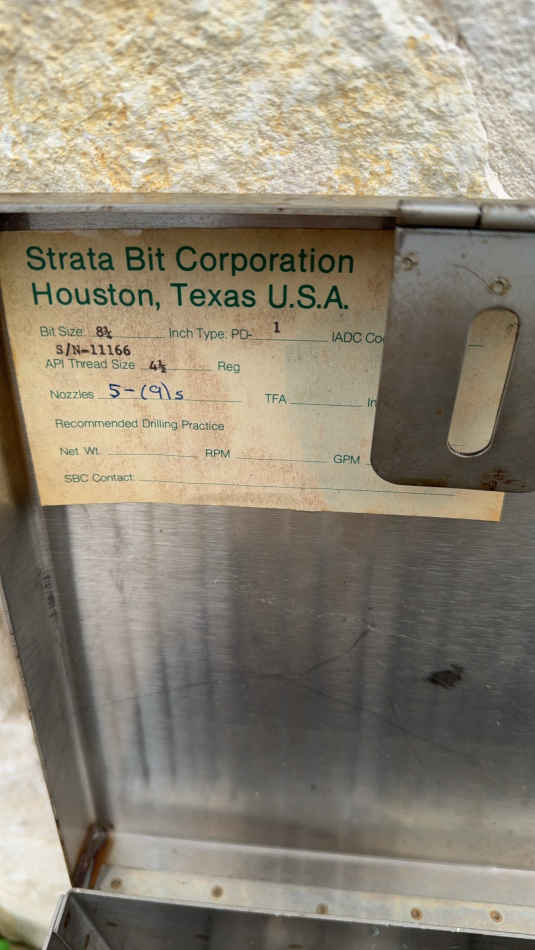 Strata Bit Corporation
Houston, Texas U.S.A.
Bit Size 8½ Inch Type: PD- 1 IADC Co
S/N-11166
API Thread Size 4½ Reg
Nozzles 5-(9)s TFA In
Recommended Drilling Practice
Net Wt. RPM GPM
SBC Contact